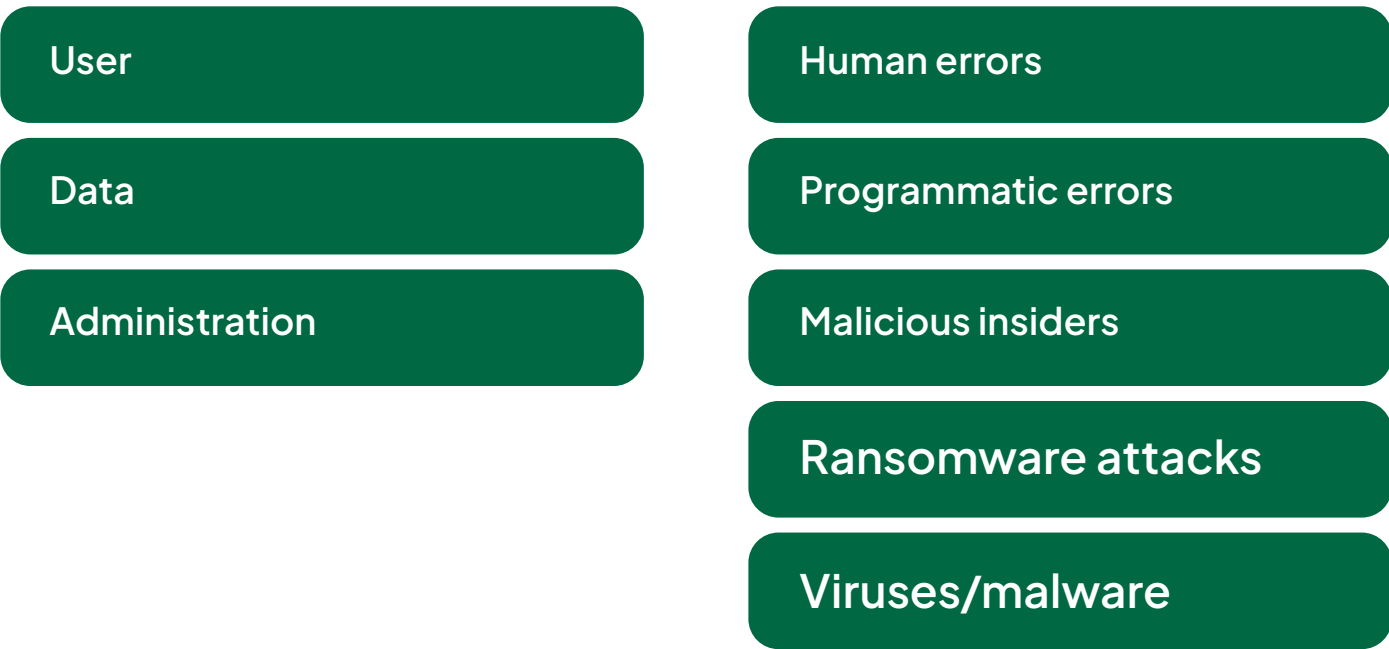 User
Data
Administration
Human errors
Programmatic errors
Malicious insiders
Ransomware attacks
Viruses/malware